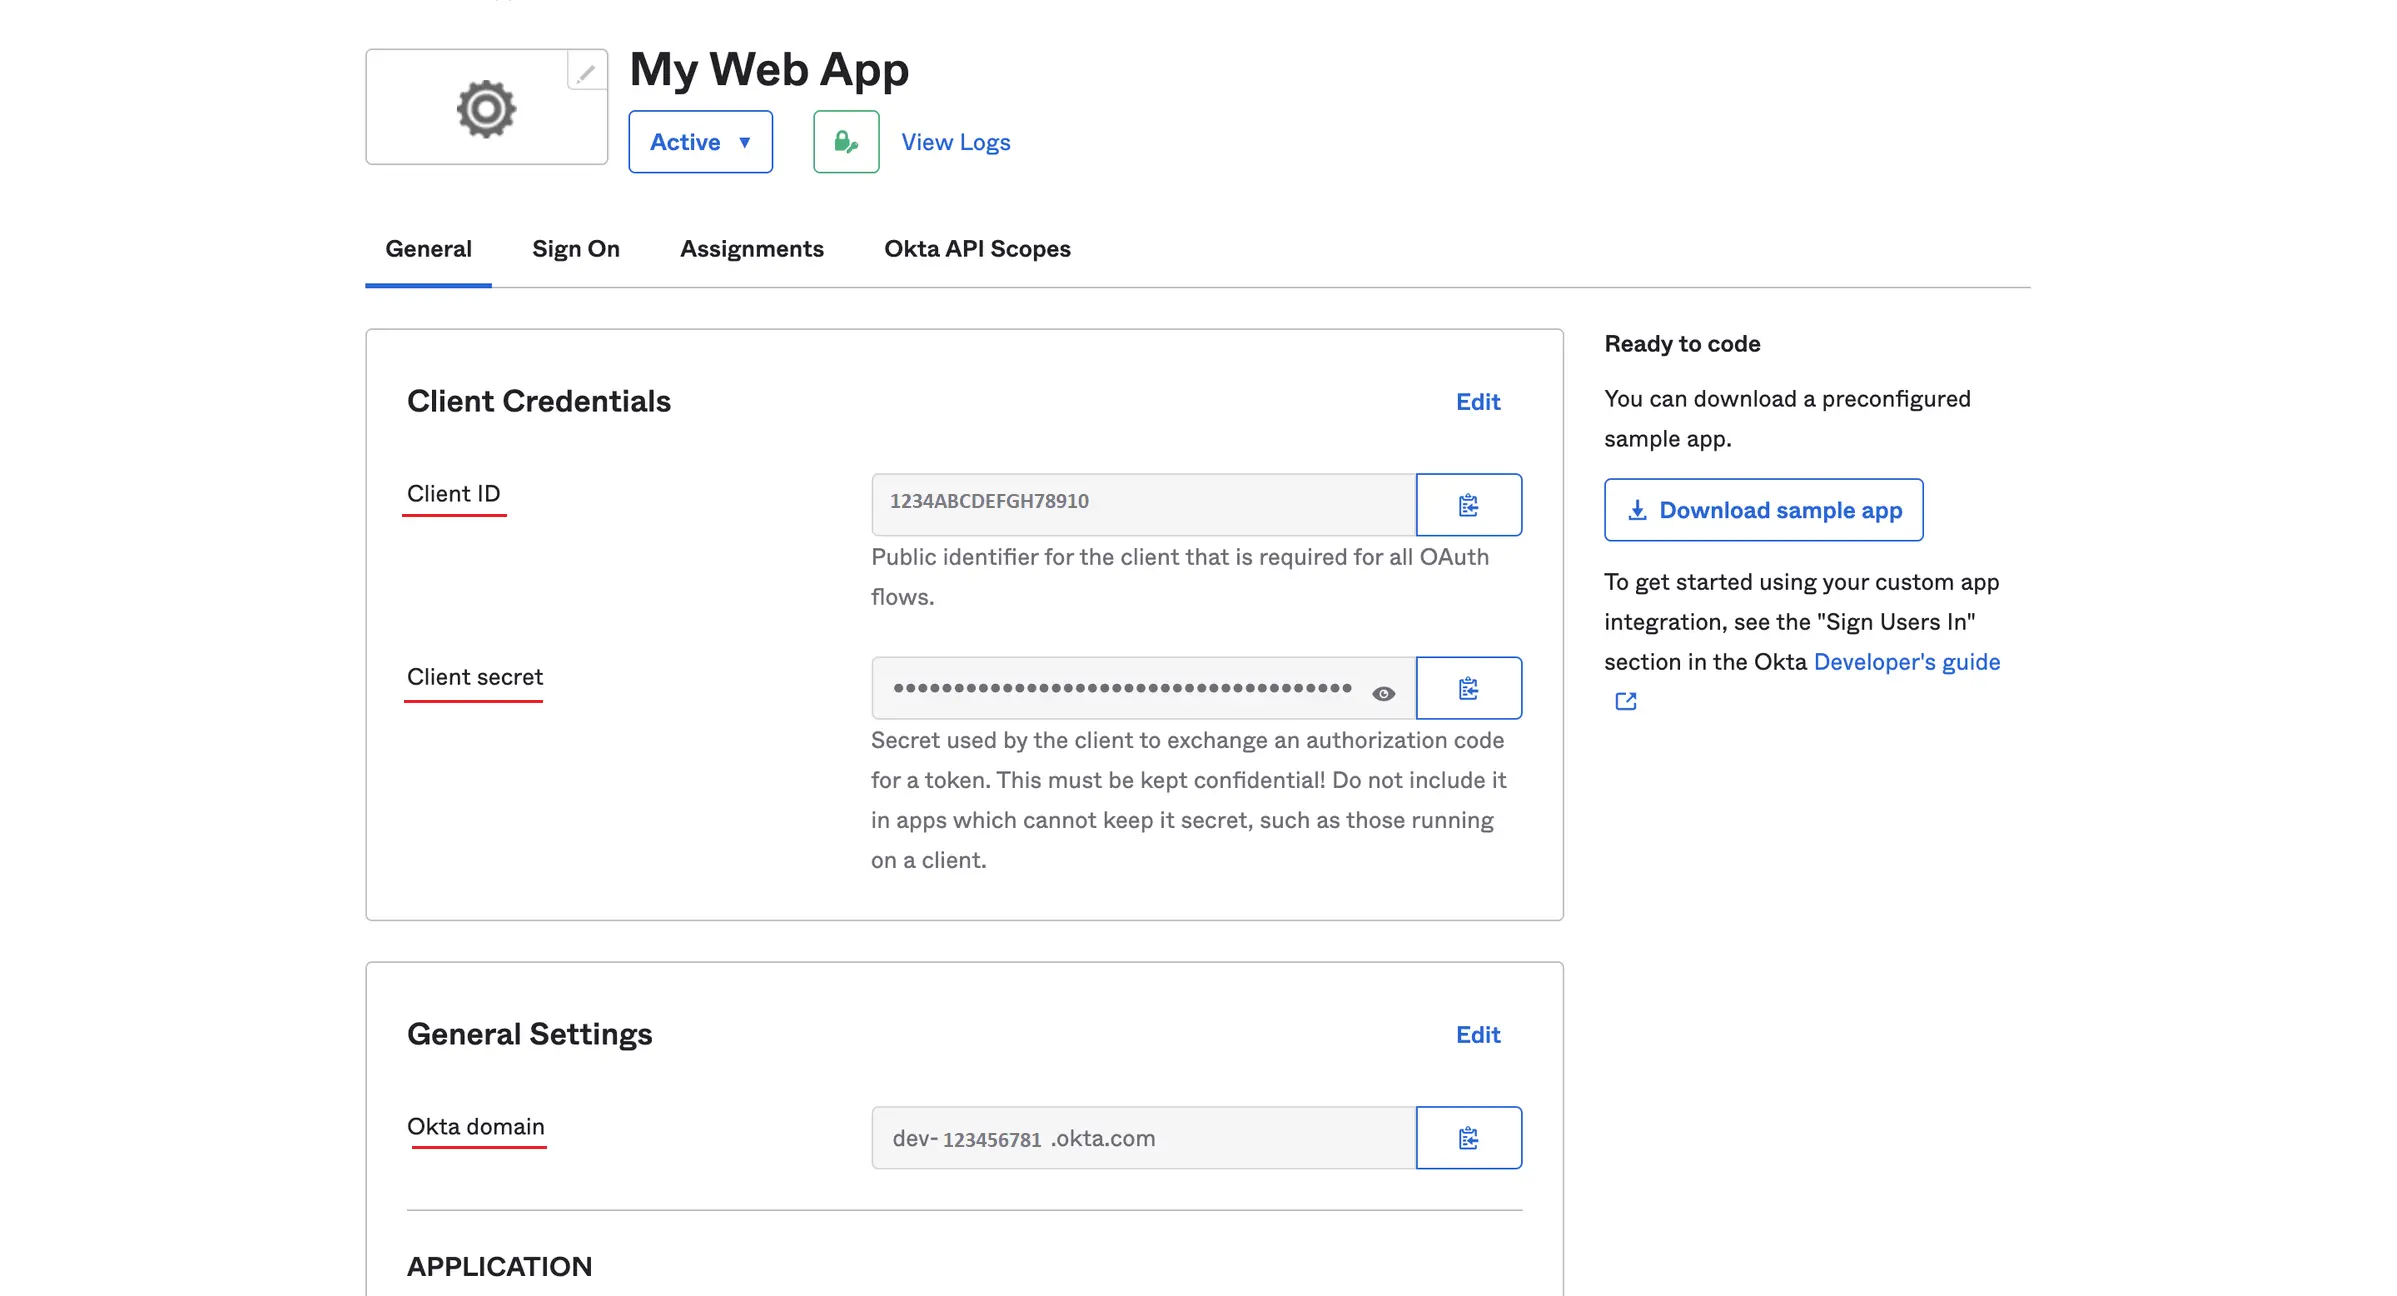 My Web App
Active ▼
View Logs
General
Sign On
Assignments
Okta API Scopes
Client Credentials
Edit
Client ID
1234ABCDEFGH78910
Public identifier for the client that is required for all OAuth
flows.
Client secret
••••••••••••••••••••••••••••••••••••••
Secret used by the client to exchange an authorization code
for a token. This must be kept confidential! Do not include it
in apps which cannot keep it secret, such as those running
on a client.
Ready to code
You can download a preconfigured
sample app.
Download sample app
To get started using your custom app
integration, see the "Sign Users In"
section in the Okta Developer's guide
General Settings
Edit
Okta domain
dev- 123456781 .okta.com
APPLICATION